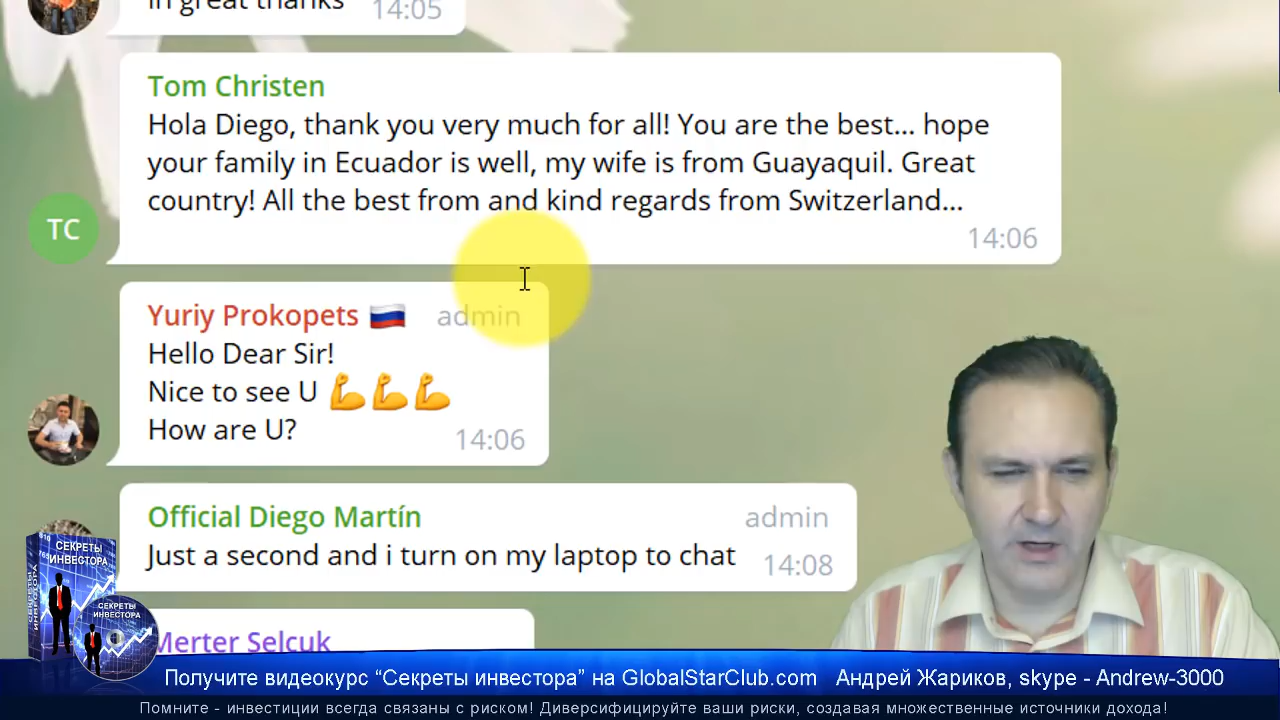 in great thanks 14:05
Tom Christen
Hola Diego, thank you very much for all! You are the best... hope
your family in Ecuador is well, my wife is from Guayaquil. Great
country! All the best from and kind regards from Switzerland...
TC
14:06
Yuriy Prokopets 🇷🇺 admin
Hello Dear Sir!
Nice to see U 💪💪💪
How are U? 14:06
Official Diego Martín admin
Just a second and i turn on my laptop to chat 14:08
Merter Selcuk
СЕКРЕТЫ
ИНВЕСТОРА
СЕКРЕТЫ ИНВЕСТОРА
СЕКРЕТЫ
ИНВЕСТОРА
Получите видеокурс “Секреты инвестора” на GlobalStarClub.com Андрей Жариков, skype - Andrew-3000
Помните - инвестиции всегда связаны с риском! Диверсифицируйте ваши риски, создавая множественные источники дохода!